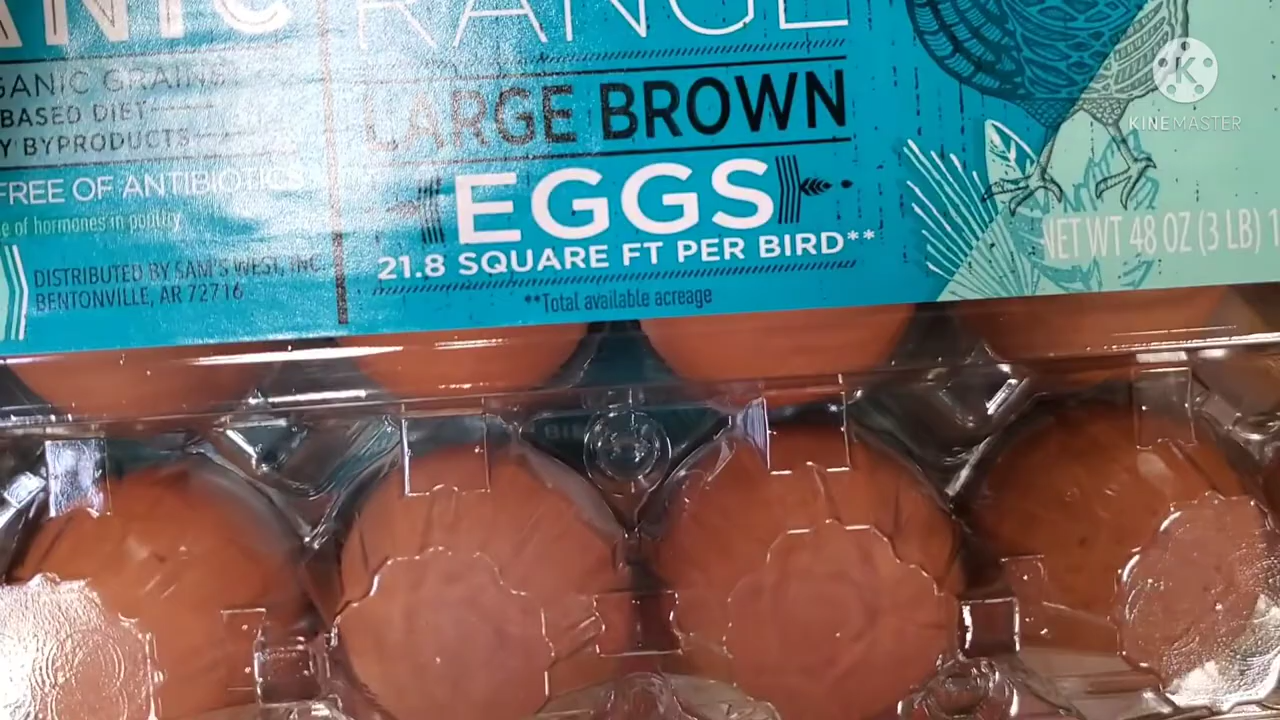 ANIC
GANIC GRAINS
BASED DIET
Y BYPRODUCTS
FREE OF ANTIBIOTICS
e of hormones in poultry
DISTRIBUTED BY SAM'S WEST, INC.
BENTONVILLE, AR 72716
RANGE
LARGE BROWN
EGGS
21.8 SQUARE FT PER BIRD**
**Total available acreage
NET WT 48 OZ (3 LB) 1
K
KINEMASTER